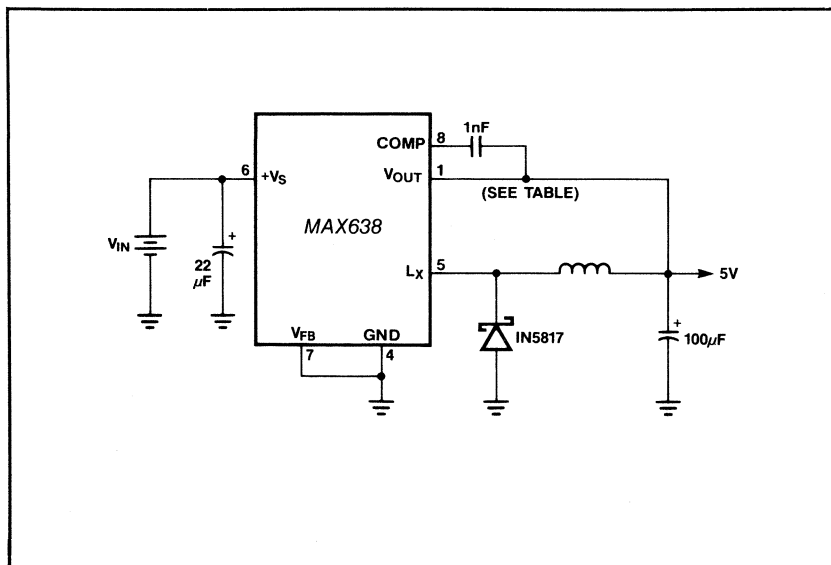 1nF
COMP 8
6 +VS VOUT 1
(SEE TABLE)
MAX638
VIN
+
22
µF
LX 5
5V
VFB GND
7 4
IN5817
+
100µF